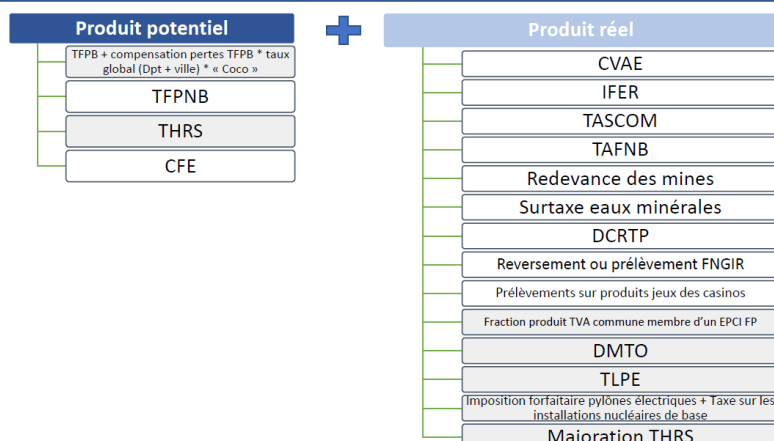 Produit potentiel
TFPB + compensation pertes TFPB * taux
global (Dpt + ville) * « Coco »
TFPNB
THRS
CFE
Produit réel
CVAE
IFER
TASCOM
TAFNB
Redevance des mines
Surtaxe eaux minérales
DCRTP
Reversement ou prélèvement FNGIR
Prélèvements sur produits jeux des casinos
Fraction produit TVA commune membre d'un EPCI FP
DMTO
TLPE
Imposition forfaitaire pylônes électriques + Taxe sur les
installations nucléaires de base
Majoration THRS